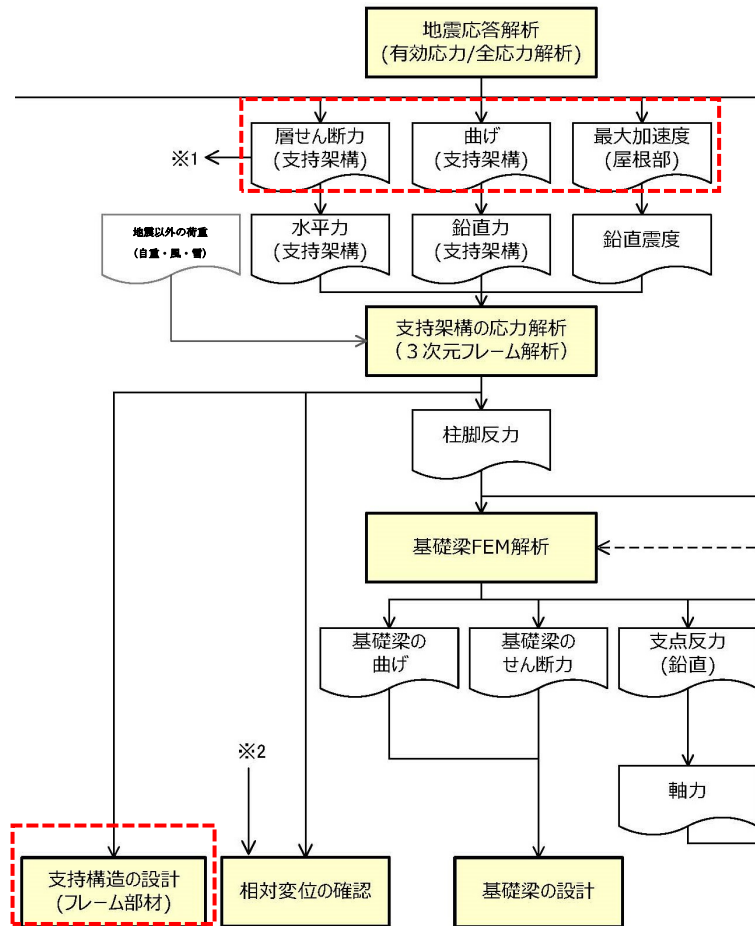 地震応答解析
(有効応力/全応力解析)
※1
層せん断力
(支持架構)
曲げ
(支持架構)
最大加速度
(屋根部)
地震以外の荷重
(自重・風・雪)
水平力
(支持架構)
鉛直力
(支持架構)
鉛直震度
支持架構の応力解析
(３次元フレーム解析)
柱脚反力
基礎梁FEM解析
基礎梁の
曲げ
基礎梁の
せん断力
支点反力
(鉛直)
※2
軸力
支持構造の設計
(フレーム部材)
相対変位の確認
基礎梁の設計